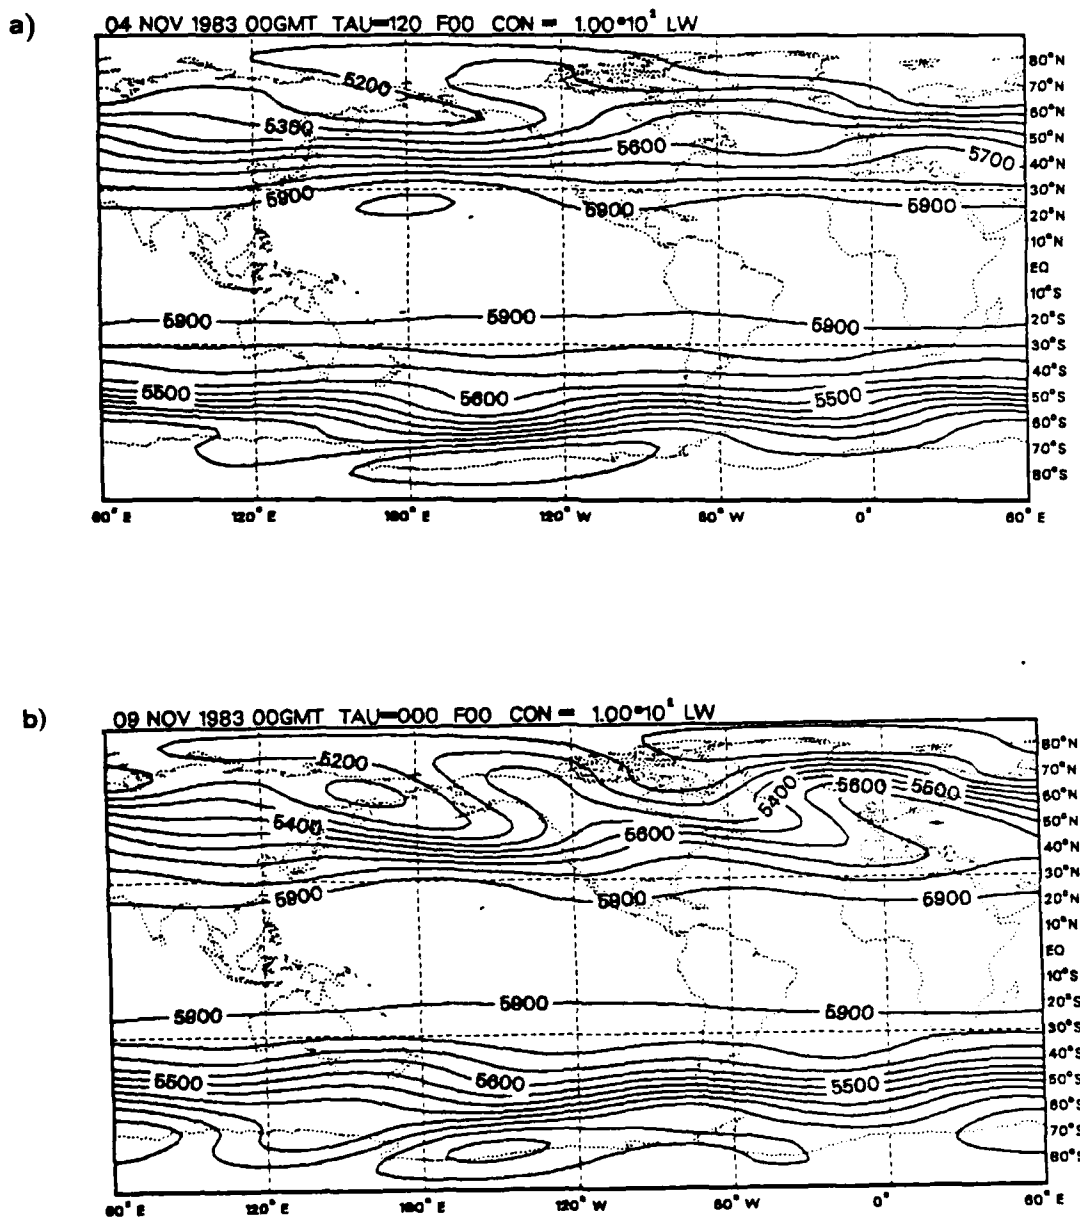 a)
04 NOV 1983 00GMT TAU=120 F00 CON = 1.00*10² LW
5200
5360
5600
5700
5900
5900
5900
5900
5900
5900
5500
5600
5500
80°N
70°N
60°N
50°N
40°N
30°N
20°N
10°N
EQ
10°S
20°S
30°S
40°S
50°S
60°S
70°S
80°S
60°E 120°E 180°E 120°W 60°W 0° 60°E
b)
09 NOV 1983 00GMT TAU=000 F00 CON = 1.00*10² LW
5200
5400
5600
5400
5600
5500
5900
5900
5900
5900
5900
5900
5500
5600
5500
80°N
70°N
60°N
50°N
40°N
30°N
20°N
10°N
EQ
10°S
20°S
30°S
40°S
50°S
60°S
70°S
80°S
60°E 120°E 180°E 120°W 60°W 0° 60°E